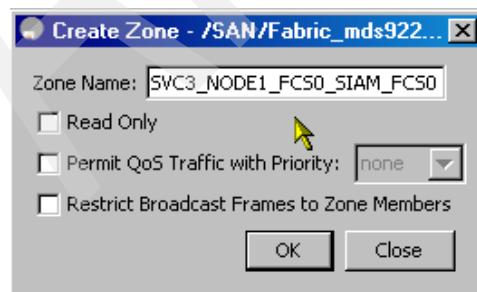 Create Zone - /SAN/Fabric_mds922...
Zone Name: SVC3_NODE1_FCS0_SIAM_FCS0
Read Only
Permit QoS Traffic with Priority: none
Restrict Broadcast Frames to Zone Members
OK Close